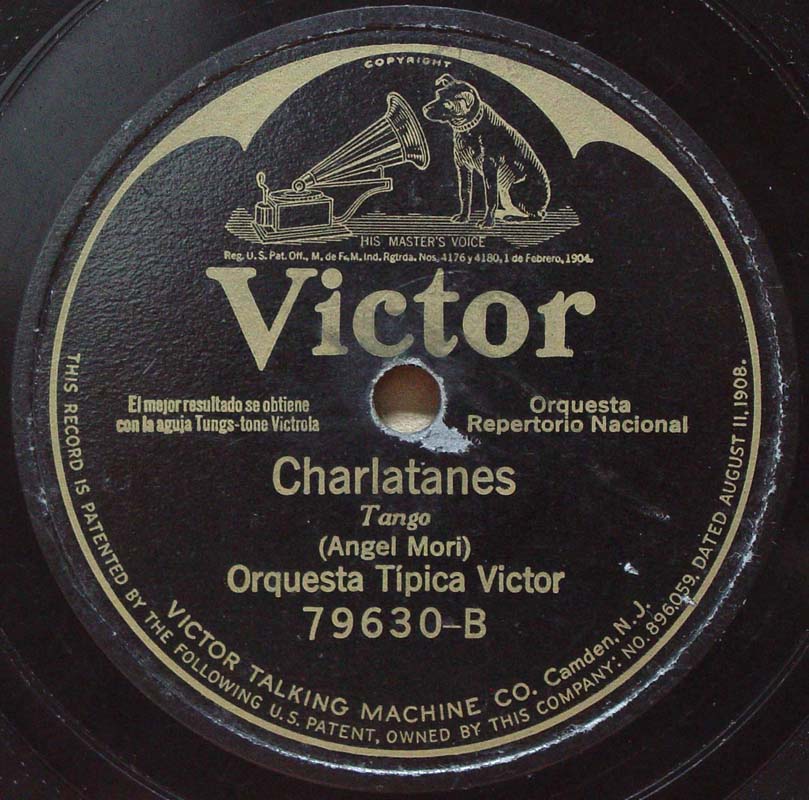 COPYRIGHT
HIS MASTER'S VOICE
Reg. U.S. Pat. Off., M. de F., M. Ind. Rgtrda. Nos. 4176 y 4180, 1 de Febrero, 1904.
Victor
El mejor resultado se obtiene
con la aguja Tungs-tone Victrola
Orquesta
Repertorio Nacional
Charlatanes
Tango
(Angel Mori)
Orquesta Típica Victor
79630-B
VICTOR TALKING MACHINE CO. Camden, N.J.
THIS RECORD IS PATENTED BY THE FOLLOWING U.S. PATENT, OWNED BY THIS COMPANY: NO. 896,059, DATED AUGUST 11, 1908.